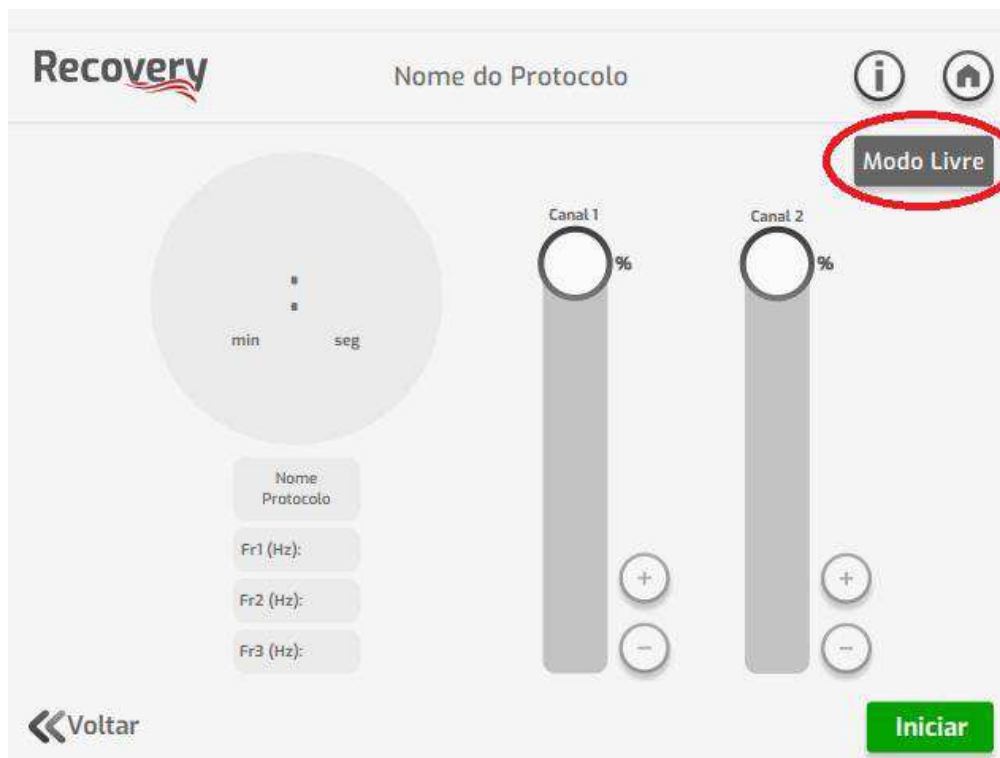 Recovery
Nome do Protocolo
i
Modo Livre
Canal 1
Canal 2
%
%
:
min
seg
Nome
Protocolo
Fr1 (Hz):
Fr2 (Hz):
Fr3 (Hz):
+
+
−
−
Voltar
Iniciar